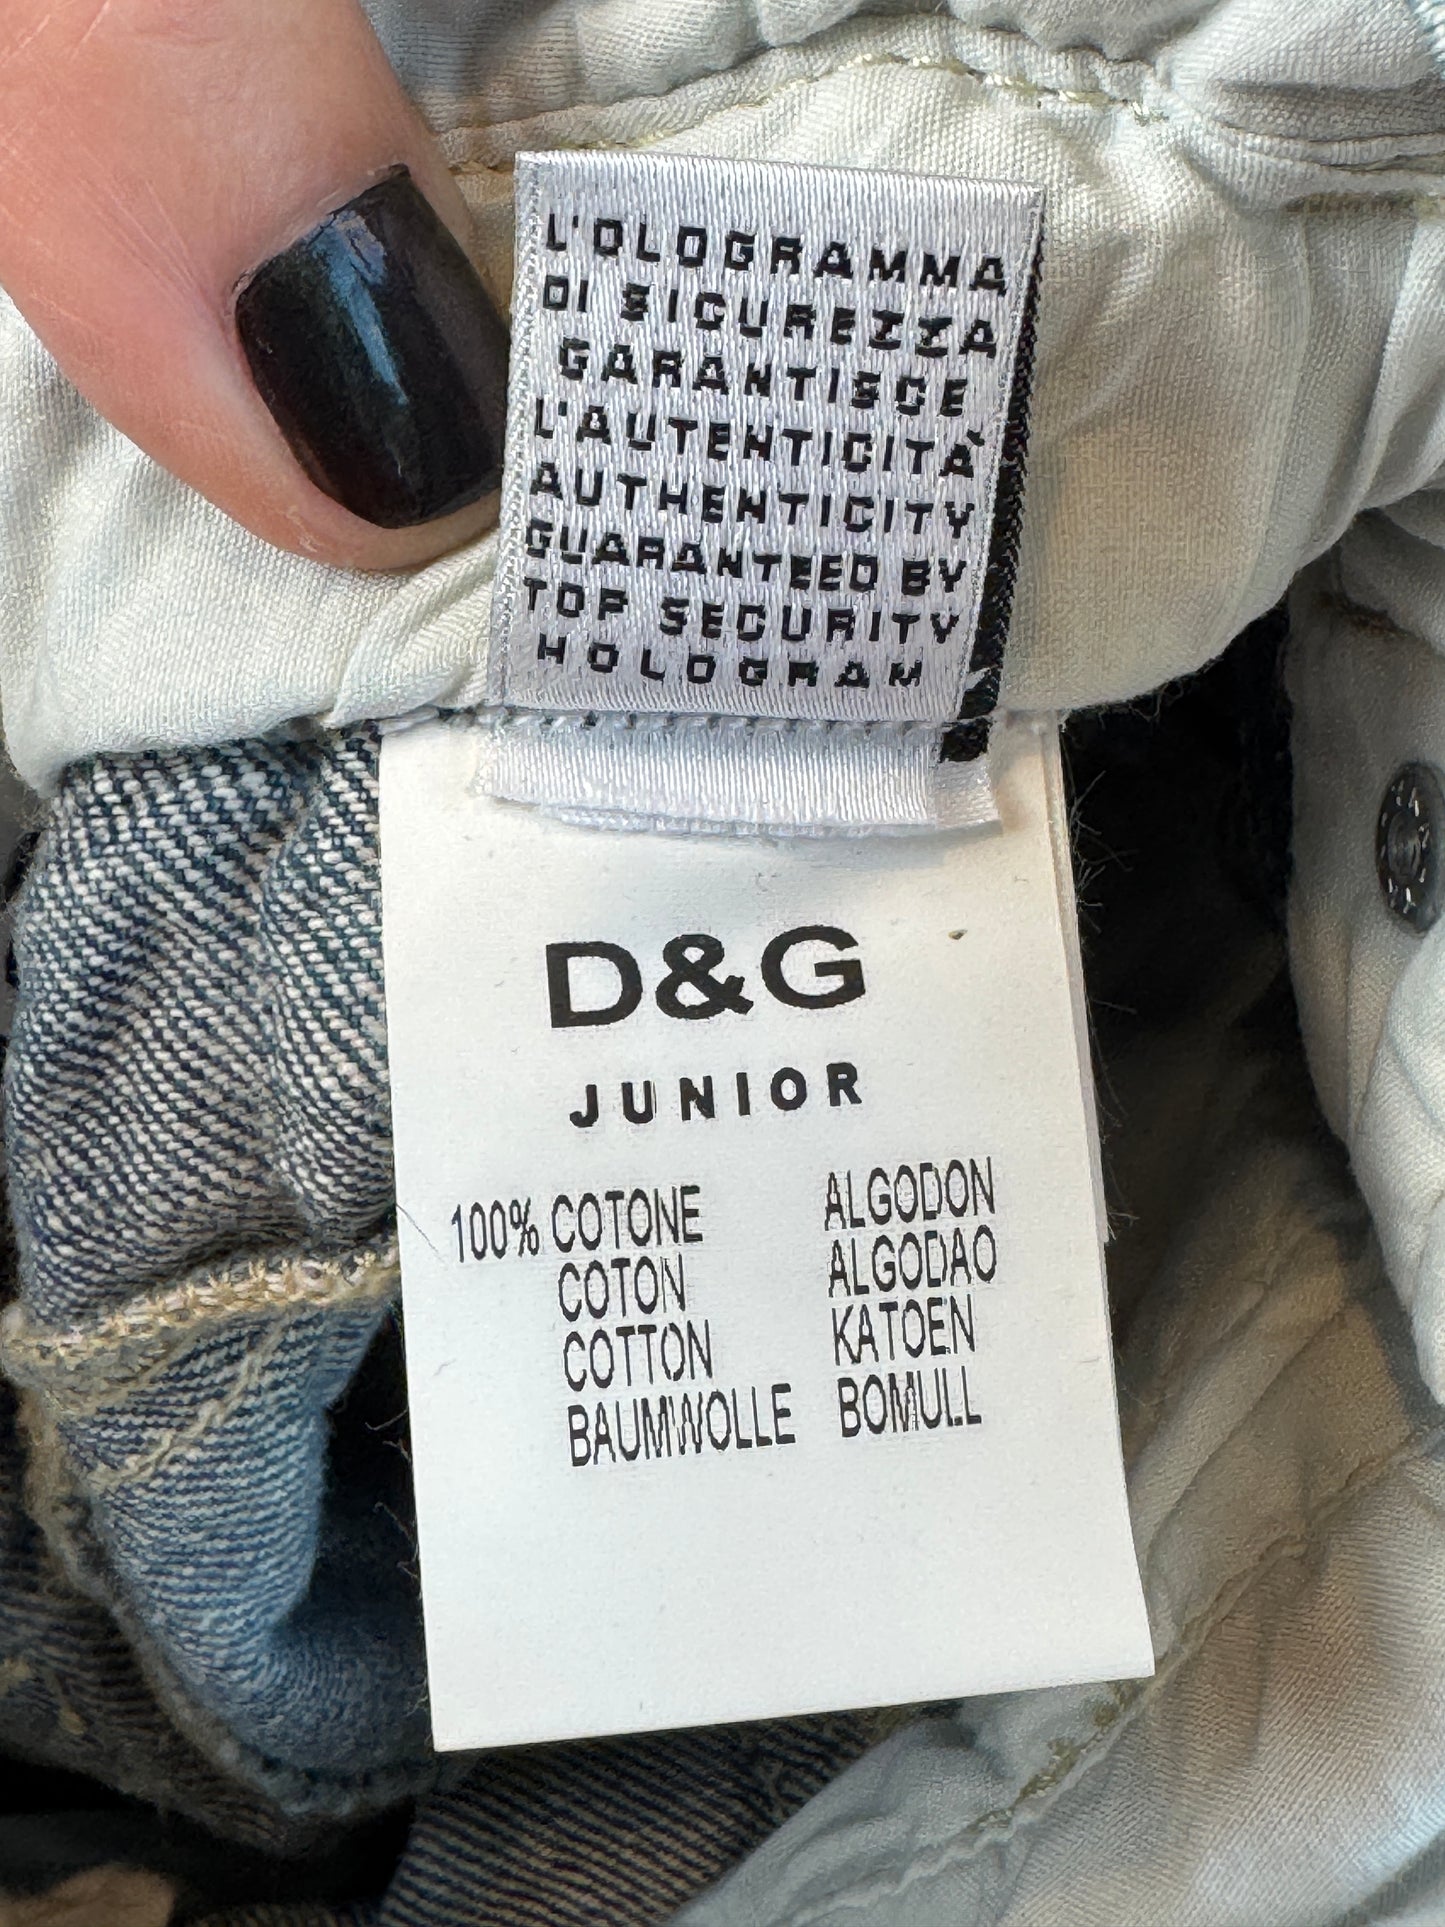 L'OLOGRAMMA
DI SICUREZZA
GARANTISCE
L'AUTENTICITÀ
AUTHENTICITY
GUARANTEED BY
TOP SECURITY
HOLOGRAM
D&G
JUNIOR
100% COTONE
COTON
COTTON
BAUMWOLLE
ALGODON
ALGODAO
KATOEN
BOMULL